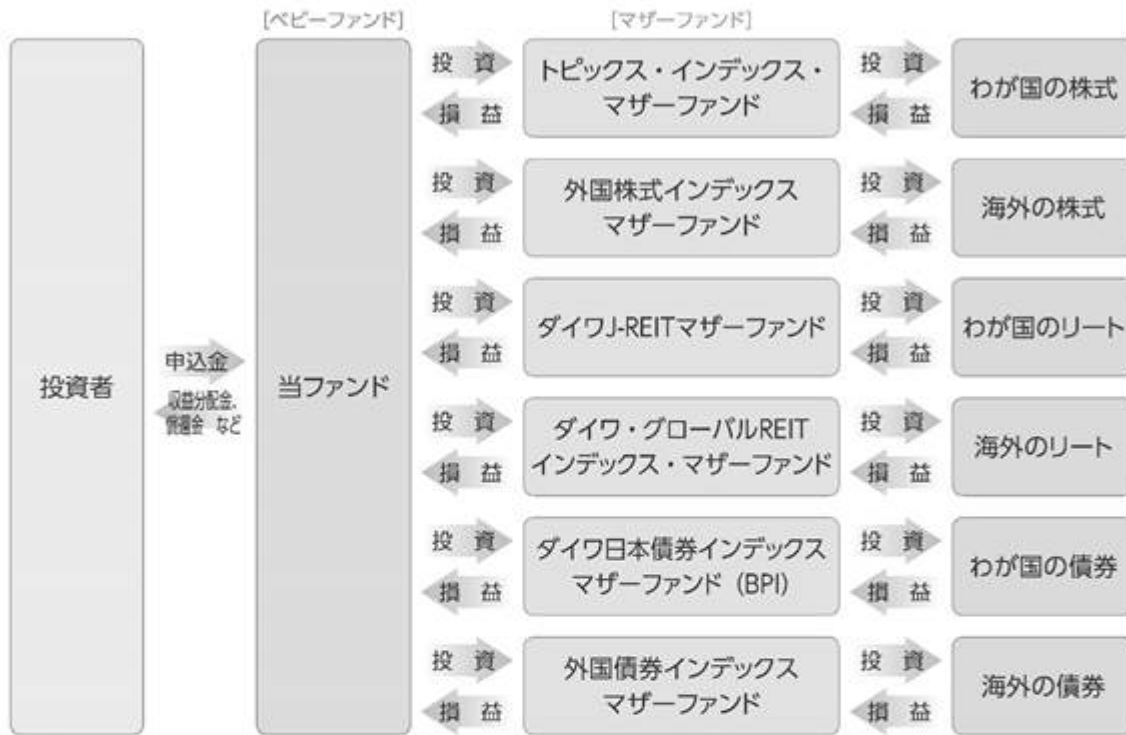 [ベビーファンド]
[マザーファンド]
投資者
申込金
収益分配金、
償還金 など
当ファンド
投 資
損 益
トピックス・インデックス・
マザーファンド
投 資
損 益
わが国の株式
投 資
損 益
外国株式インデックス
マザーファンド
投 資
損 益
海外の株式
投 資
損 益
ダイワJ-REITマザーファンド
投 資
損 益
わが国のリート
投 資
損 益
ダイワ・グローバルREIT
インデックス・マザーファンド
投 資
損 益
海外のリート
投 資
損 益
ダイワ日本債券インデックス
マザーファンド（BPI）
投 資
損 益
わが国の債券
投 資
損 益
外国債券インデックス
マザーファンド
投 資
損 益
海外の債券